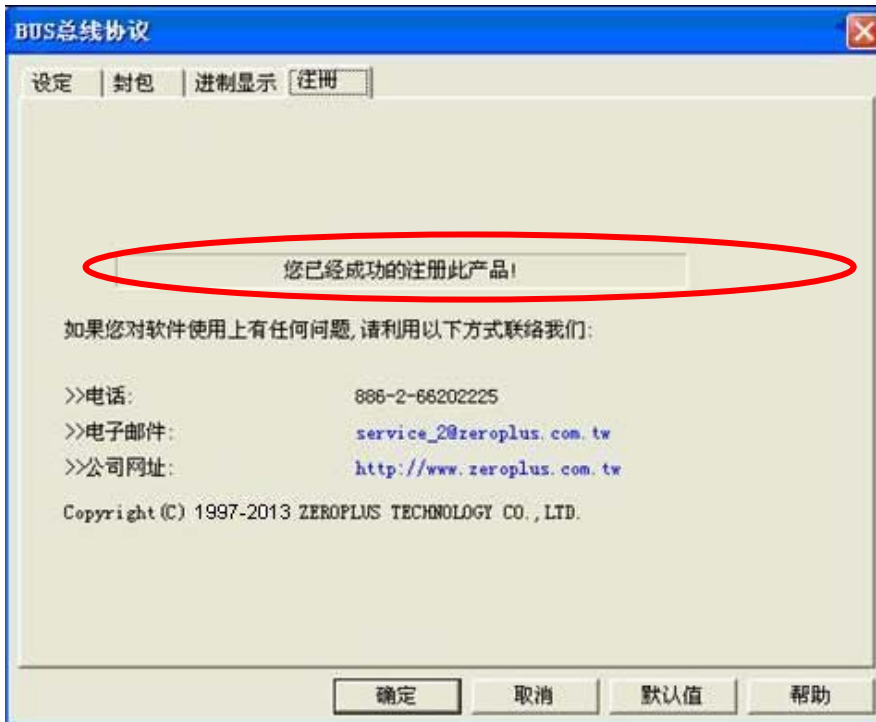 BUS总线协议
设定 封包 进制显示 注册
您已经成功的注册此产品!
如果您对软件使用上有任何问题,请利用以下方式联络我们:
>>电话: 886-2-66202225
>>电子邮件: service_2@zeroplus.com.tw
>>公司网址: http://www.zeroplus.com.tw
Copyright(C) 1997-2013 ZEROPLUS TECHNOLOGY CO.,LTD.
确定 取消 默认值 帮助